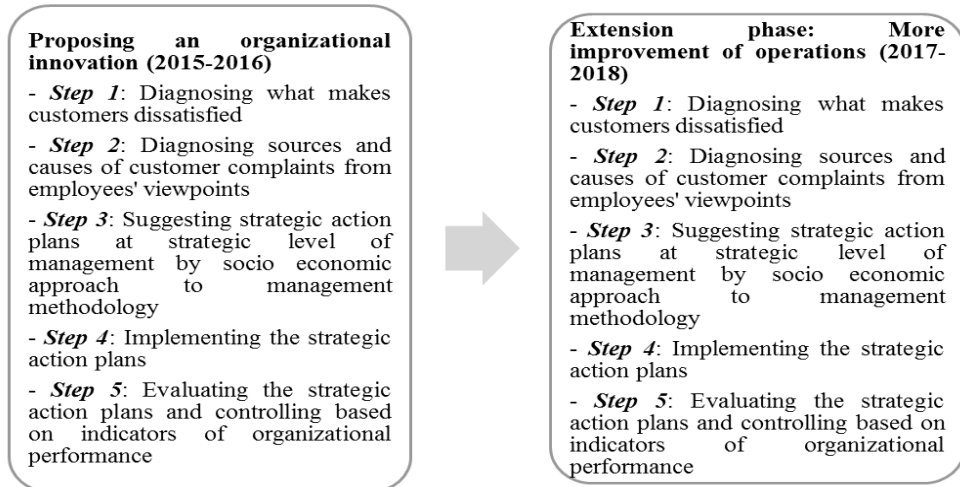 Proposing an organizational
innovation (2015-2016)
- Step 1: Diagnosing what makes
customers dissatisfied
- Step 2: Diagnosing sources and
causes of customer complaints from
employees' viewpoints
- Step 3: Suggesting strategic action
plans at strategic level of
management by socio economic
approach to management
methodology
- Step 4: Implementing the strategic
action plans
- Step 5: Evaluating the strategic
action plans and controlling based
on indicators of organizational
performance
Extension phase: More
improvement of operations (2017-
2018)
- Step 1: Diagnosing what makes
customers dissatisfied
- Step 2: Diagnosing sources and
causes of customer complaints from
employees' viewpoints
- Step 3: Suggesting strategic action
plans at strategic level of
management by socio economic
approach to management
methodology
- Step 4: Implementing the strategic
action plans
- Step 5: Evaluating the strategic
action plans and controlling based on
indicators of organizational
performance